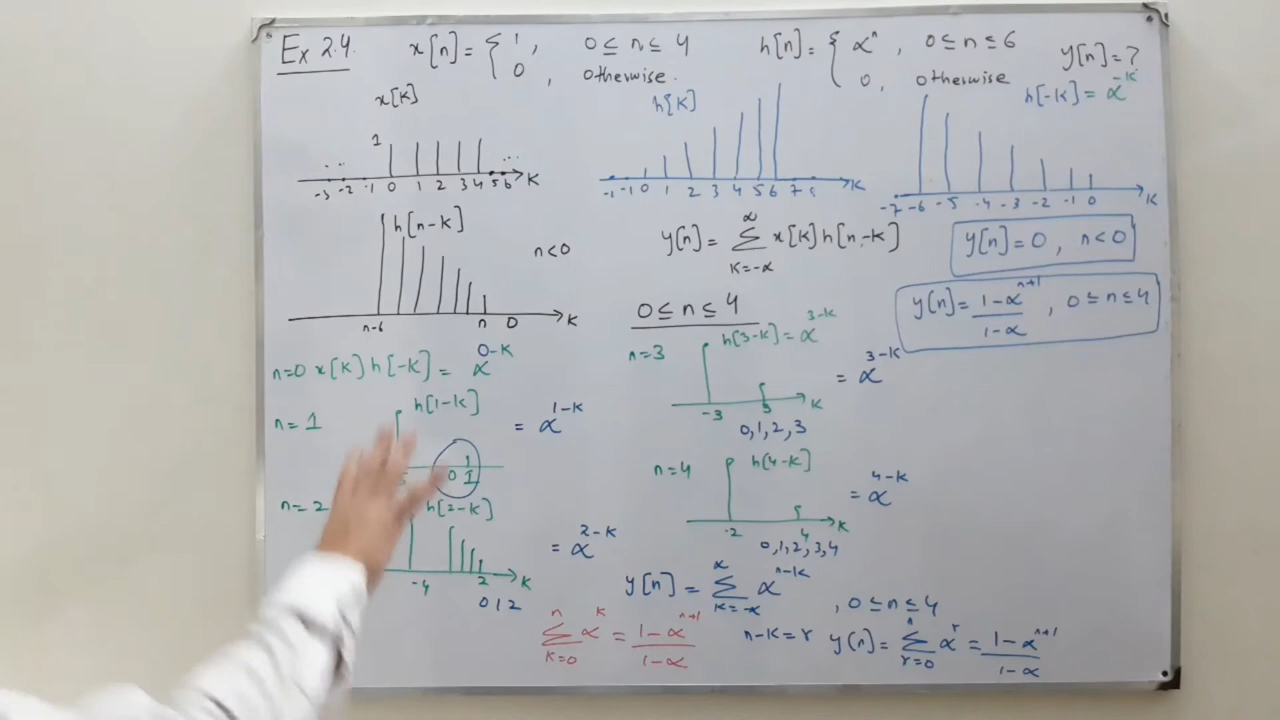 Ex 2.4 x[n] = { 1, 0 ≤ n ≤ 4 h[n] = { α^n, 0 ≤ n ≤ 6 y[n] = ?
0, otherwise. 0, otherwise
x[k] h[k] h[-k] = α^-k
1
-3 -2 -1 0 1 2 3 4 5 6 k
-1 -1 0 1 2 3 4 5 6 7 8 k
-7 -6 -5 -4 -3 -2 -1 0 k
h[n-k] n<0
n-6 n 0 k
y[n] = ∑ x[k] h[n-k]
∞
k=-∞
y[n] = 0, n<0
y[n] = (1-α^n+1)/(1-α), 0 ≤ n ≤ 4
0 ≤ n ≤ 4
n=0 x[k] h[-k] = α^0-k
n=1 h[1-k] = α^1-k
0 1
1
n=2 h[2-k] = α^2-k
-4 2 k
0 1 2
n=3 h[3-k] = α^3-k = α^3-k
-3 3 k
0,1,2,3
n=4 h[4-k] = α^4-k
-2 4 k
0,1,2,3,4
y[n] = ∑ α^n-k, 0 ≤ n ≤ 4
∞
k=-∞
∑ α^k = (1-α^n+1)/(1-α)
n
k=0
n-k=r y(n) = ∑ α^r = (1-α^n+1)/(1-α)
n
r=0